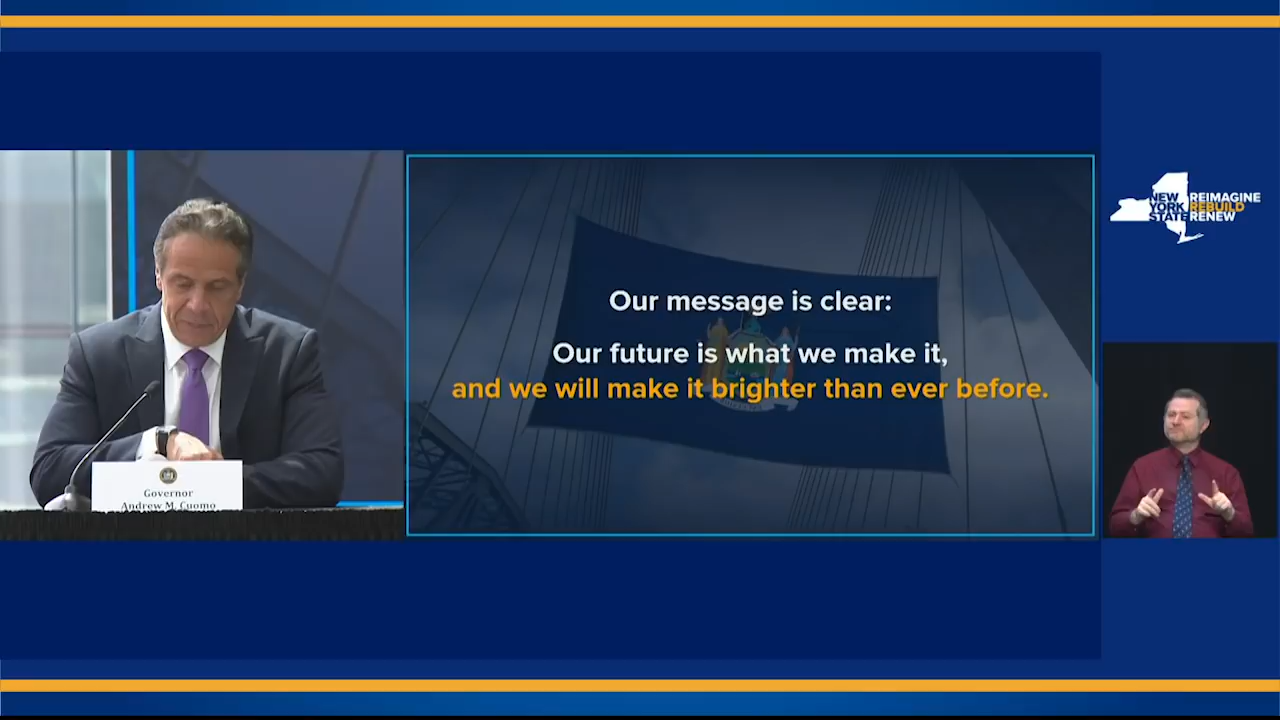 Our message is clear:
Our future is what we make it,
and we will make it brighter than ever before.
NEW
YORK
STATE
REIMAGINE
REBUILD
RENEW
Governor
Andrew M. Cuomo